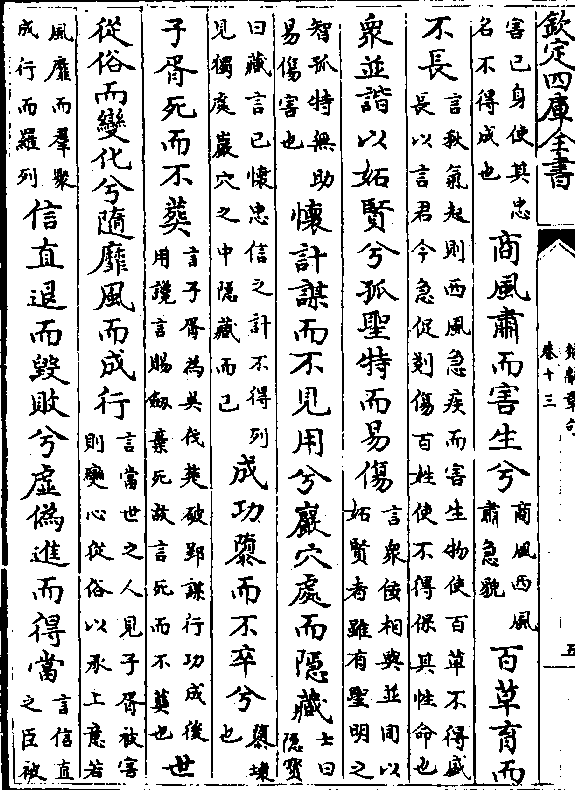 欽定四庫全書
楚辭章句
卷十三
五
害己身使其忠
名不得成也
商風肅而害生兮
商風西風
肅急貌
百草育而
不長
言秋氣起則西風急疾而害生物使百草不得盛
長以言君令急促剗傷百姓使不得保其性命也
衆並諧以妬賢兮孤聖特而易傷
言衆佞相與並同以
妬賢者雖有聖明之
智孤特無助
易傷害也
懷計謀而不見用兮巖穴處而隱藏
士曰
隱寳
曰藏言已懷忠信之計不得列
見獨處巖穴之中隱藏而已
成功隳而不卒兮
隳壊
也
子胥死而不葬
言子胥為吳伐楚破郢謀行功成後
用讒言賜劔棄死故言死而不葬也
世
從俗而變化兮隨靡風而成行
言當世之人見子胥被害
則變心從俗以承上意若
風靡而羣聚
成行而羅列
信直退而毀敗兮虛偽進而得當
言信直
之臣被